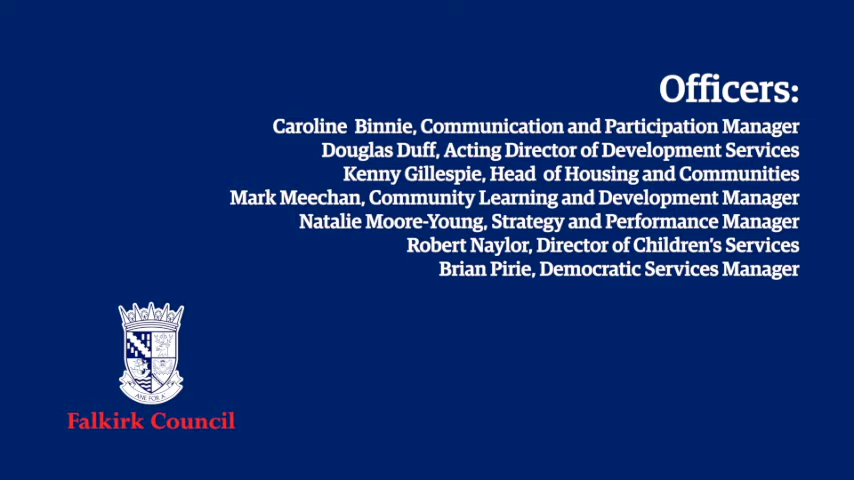 Officers:
Caroline Binnie, Communication and Participation Manager
Douglas Duff, Acting Director of Development Services
Kenny Gillespie, Head of Housing and Communities
Mark Meechan, Community Learning and Development Manager
Natalie Moore-Young, Strategy and Performance Manager
Robert Naylor, Director of Children's Services
Brian Pirie, Democratic Services Manager
ANE FOR A
Falkirk Council